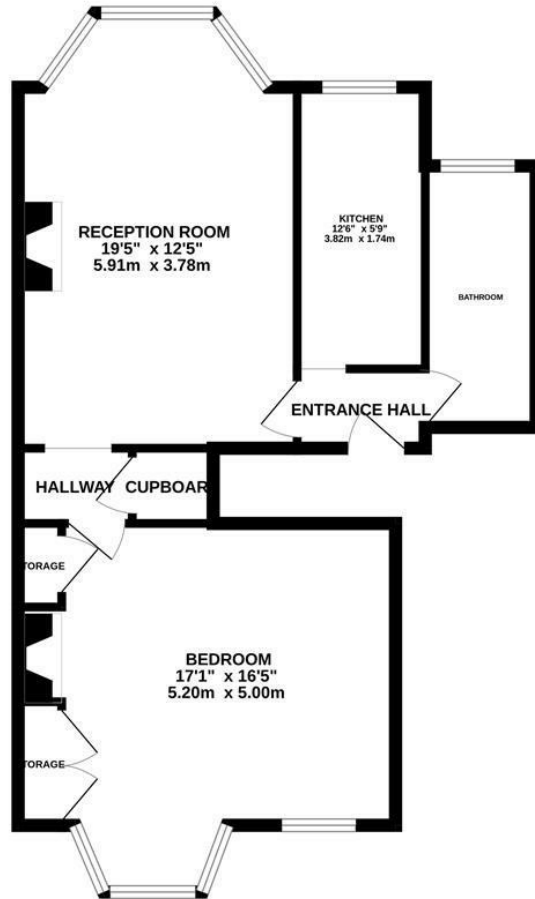 RECEPTION ROOM
19'5" x 12'5"
5.91m x 3.78m
KITCHEN
12'6" x 5'9"
3.82m x 1.74m
BATHROOM
ENTRANCE HALL
HALLWAY
CUPBOAR
TORAGE
BEDROOM
17'1" x 16'5"
5.20m x 5.00m
TORAGE